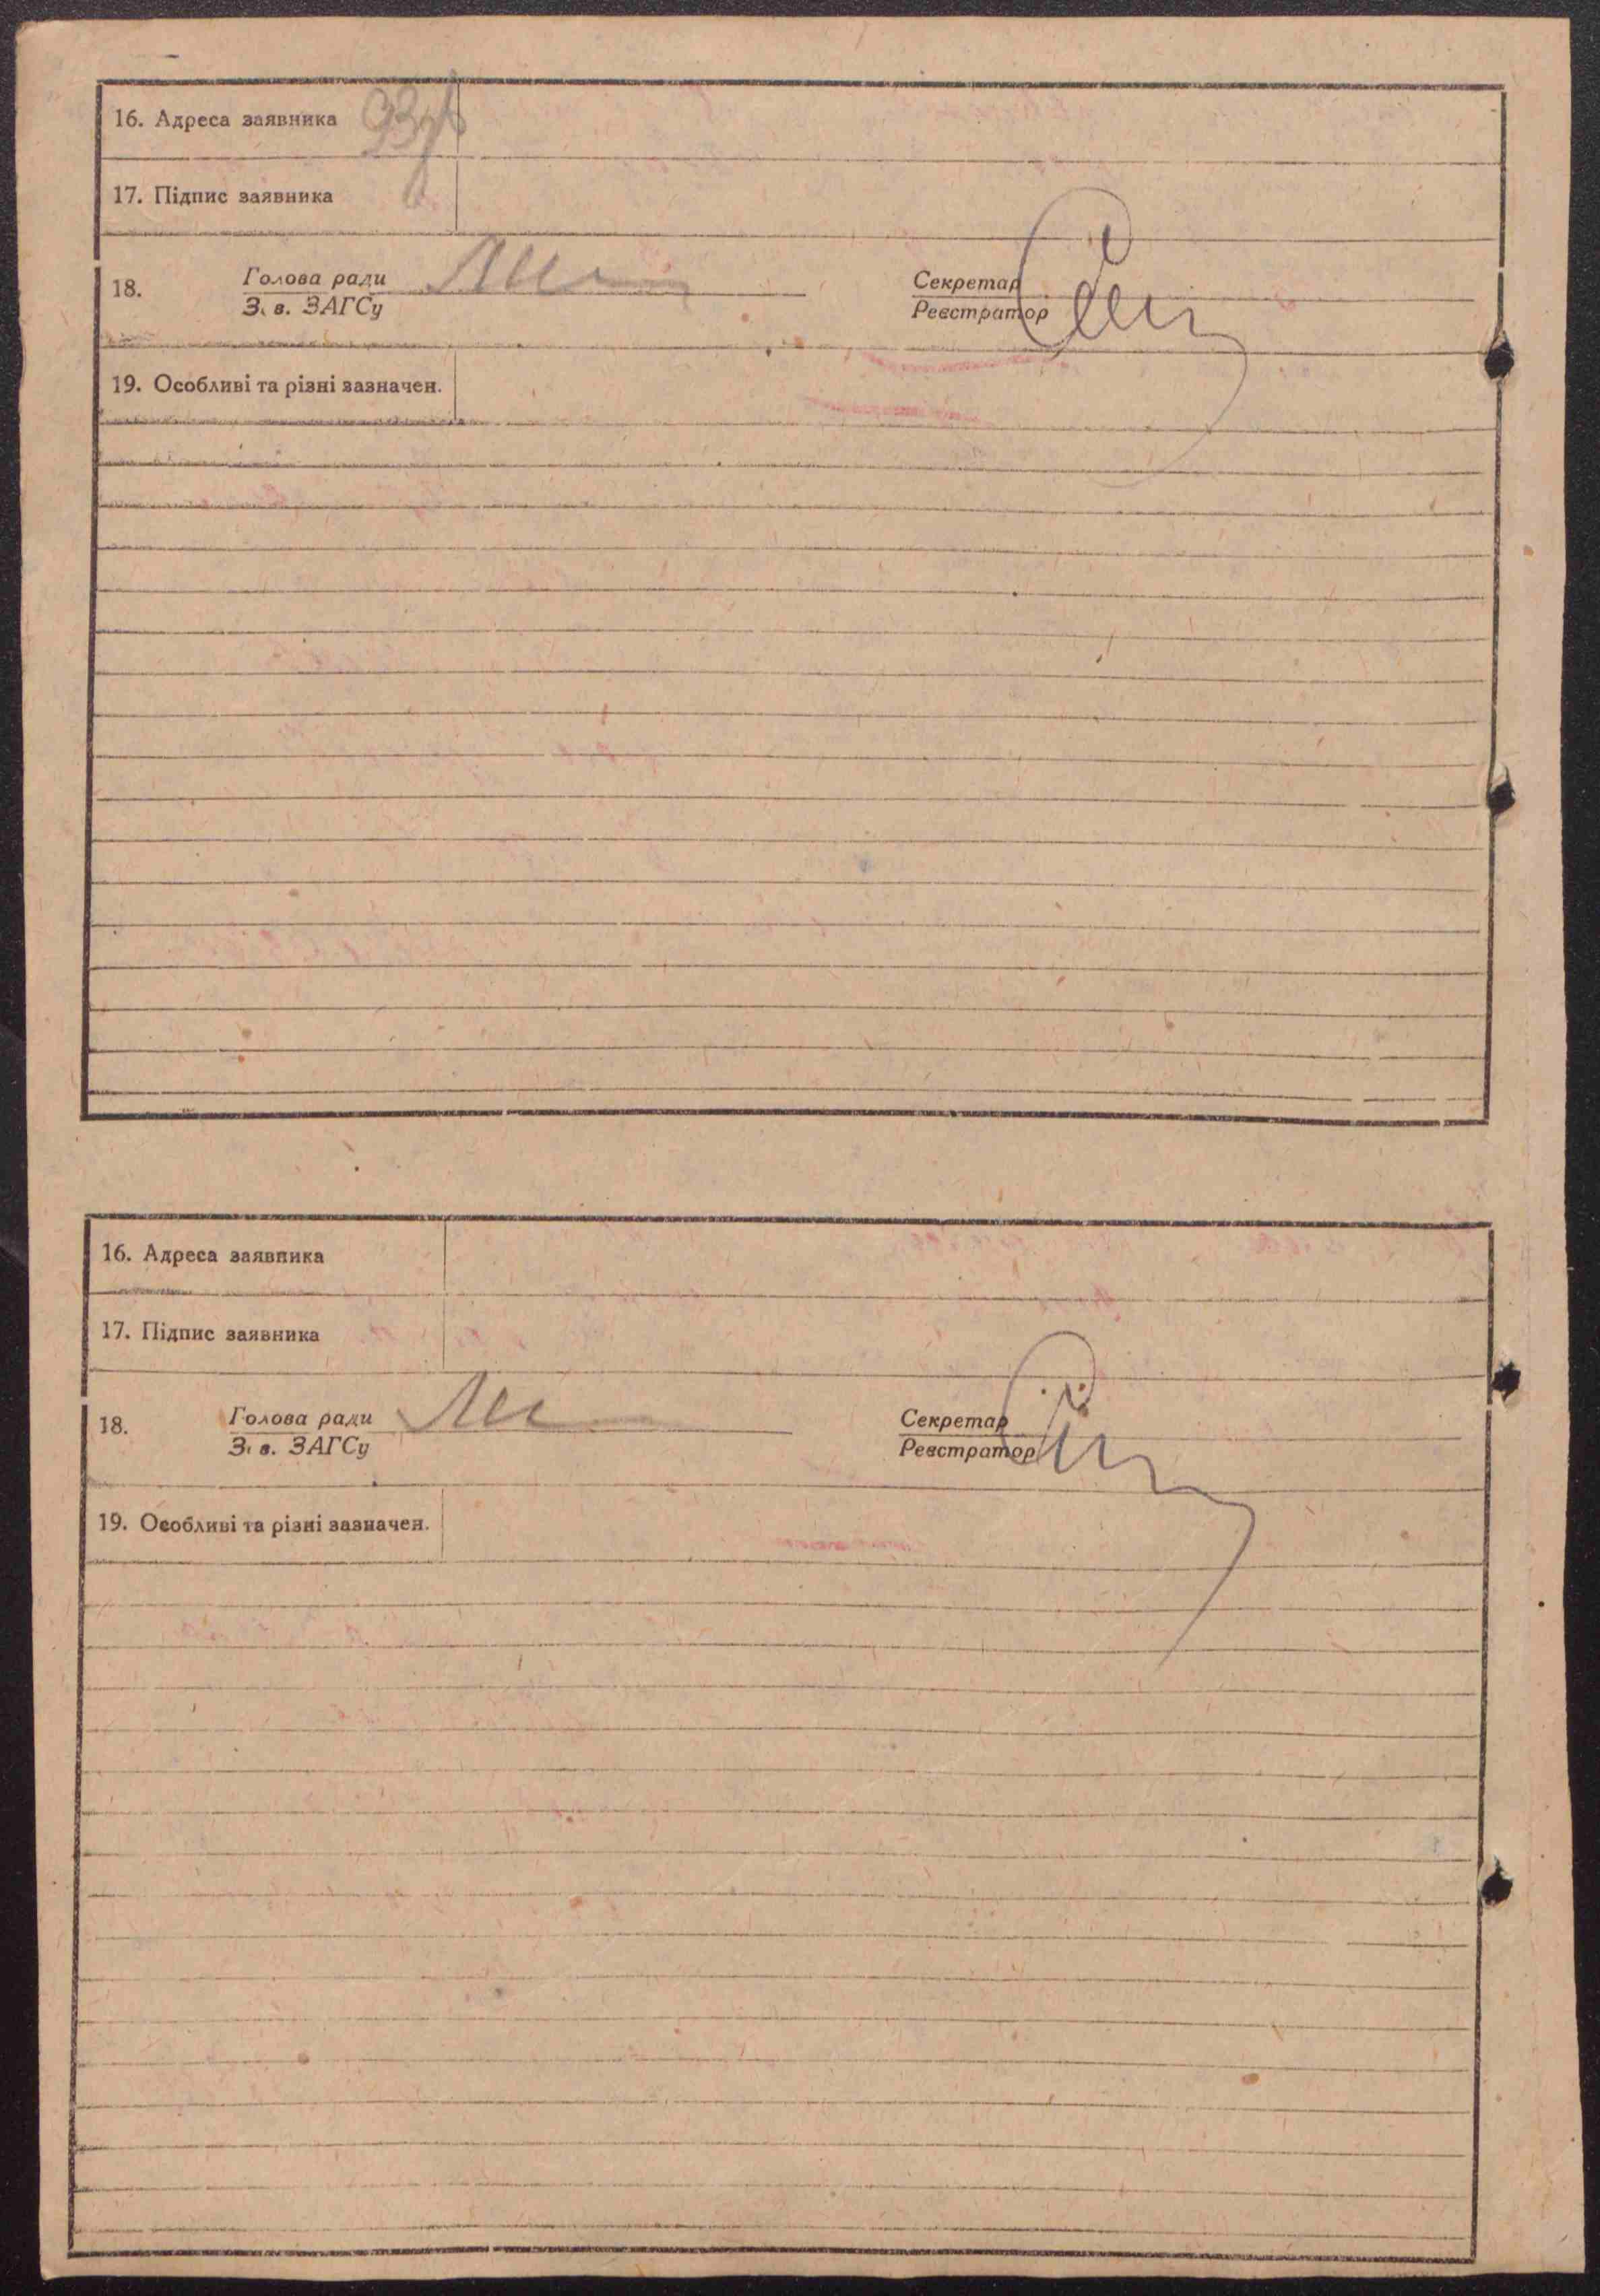 16. Адреса заявника 93зв
17. Підпис заявника
18. Голова ради Секретар
З. в. ЗАГСу Реєстратор
19. Особливі та різні зазначен.
16. Адреса заявника
17. Підпис заявника
18. Голова ради Секретар
З. в. ЗАГСу Реєстратор
19. Особливі та різні зазначен.